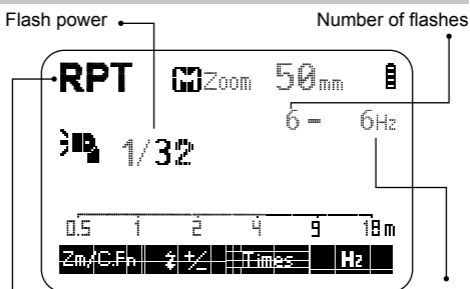 Flash power Number of flashes
RPT M Zoom 50mm
6 - 6Hz
1/32
0.5 1 2 4 9 18 m
Zm/C.Fn +/- Times Hz